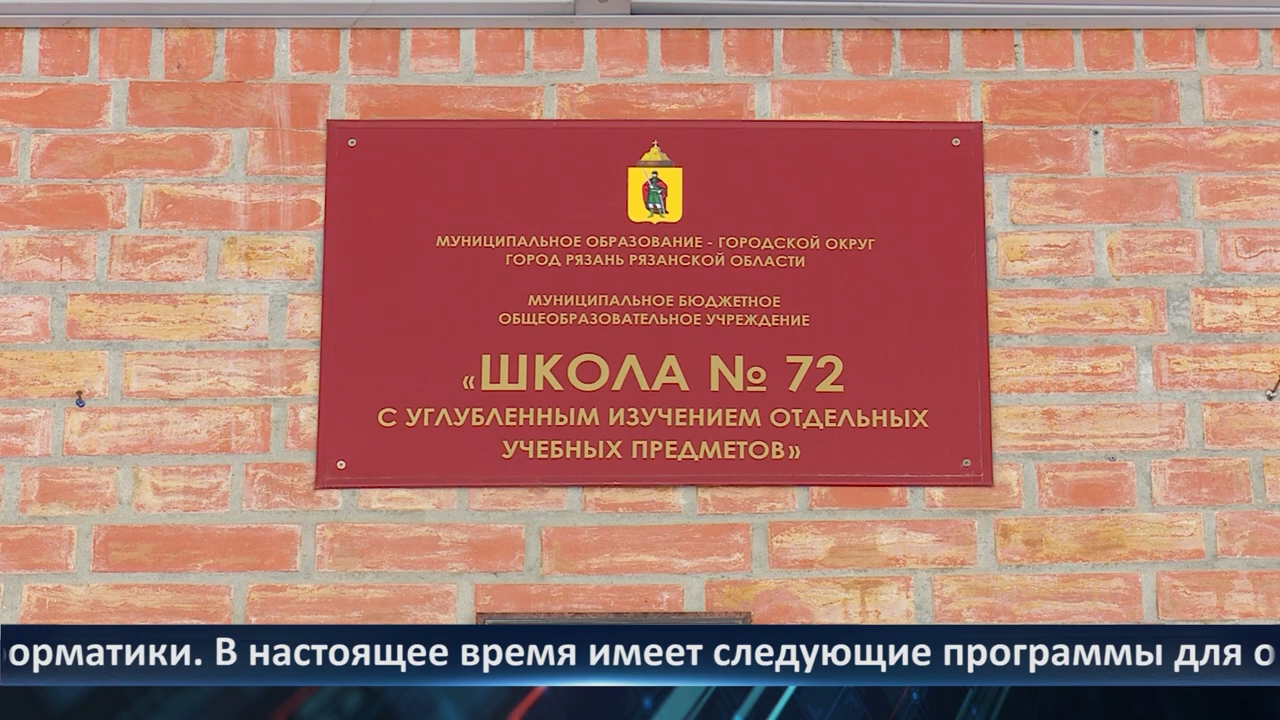 МУНИЦИПАЛЬНОЕ ОБРАЗОВАНИЕ - ГОРОДСКОЙ ОКРУГ
ГОРОД РЯЗАНЬ РЯЗАНСКОЙ ОБЛАСТИ
МУНИЦИПАЛЬНОЕ БЮДЖЕТНОЕ
ОБЩЕОБРАЗОВАТЕЛЬНОЕ УЧРЕЖДЕНИЕ
«ШКОЛА № 72
С УГЛУБЛЕННЫМ ИЗУЧЕНИЕМ ОТДЕЛЬНЫХ
УЧЕБНЫХ ПРЕДМЕТОВ»
орматики. В настоящее время имеет следующие программы для о